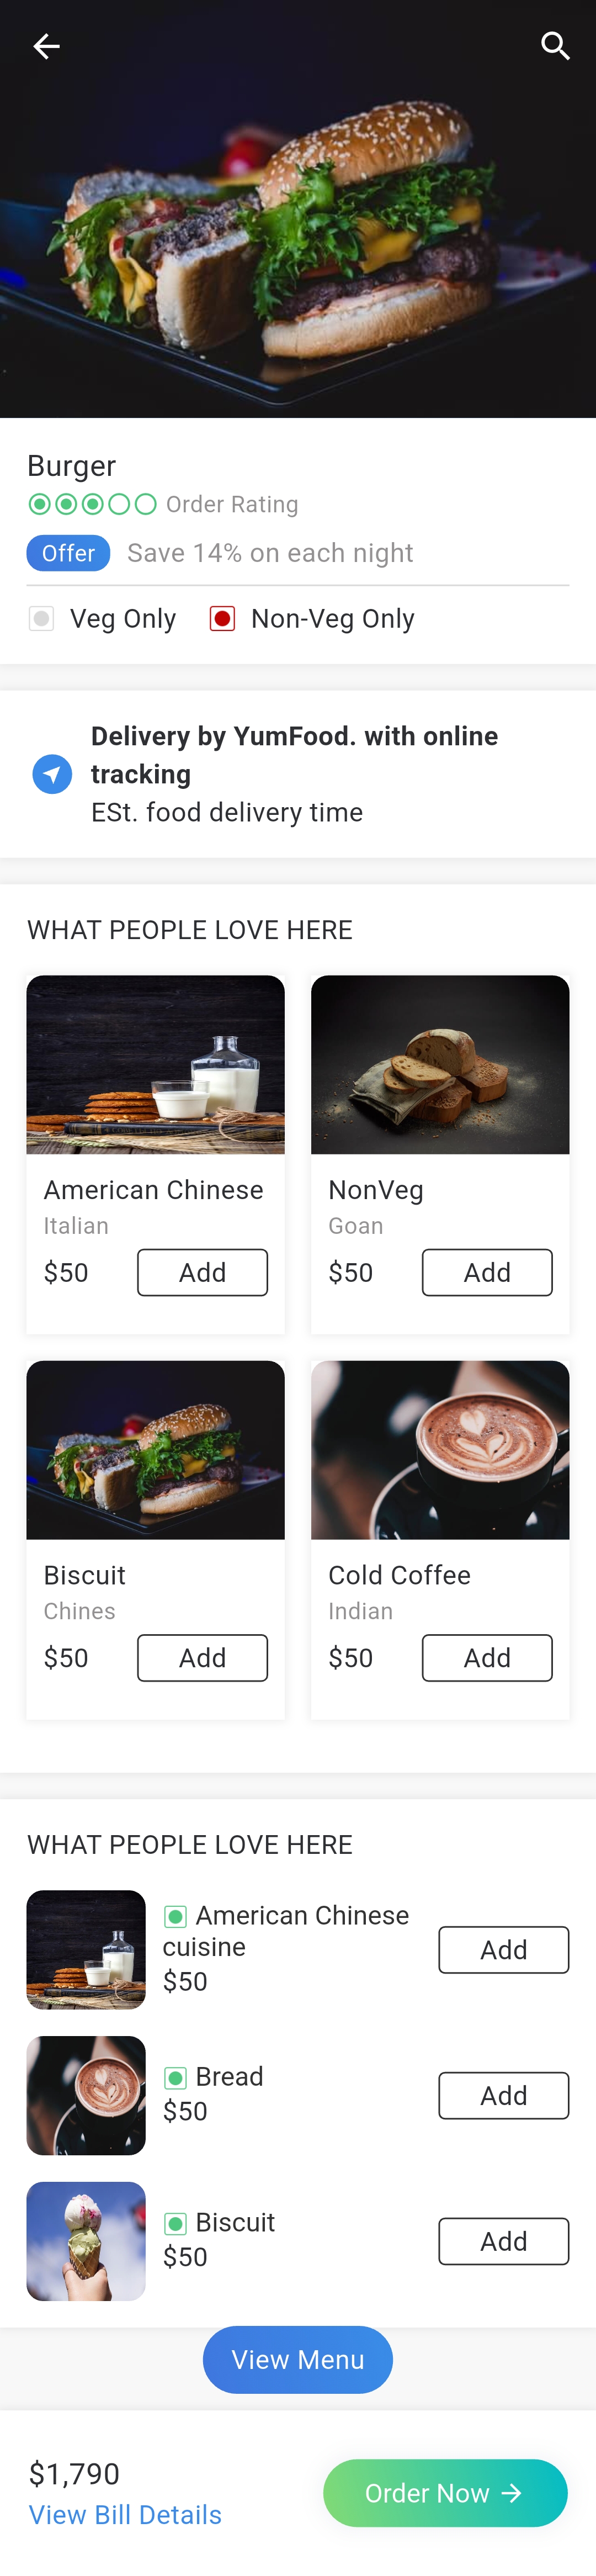 Burger
Order Rating
Offer Save 14% on each night
Veg Only Non-Veg Only
Delivery by YumFood. with online
tracking
ESt. food delivery time
WHAT PEOPLE LOVE HERE
American Chinese
Italian
$50 Add
NonVeg
Goan
$50 Add
Biscuit
Chines
$50 Add
Cold Coffee
Indian
$50 Add
WHAT PEOPLE LOVE HERE
American Chinese
cuisine
$50
Add
Bread
$50
Add
Biscuit
$50
Add
View Menu
$1,790
View Bill Details
Order Now